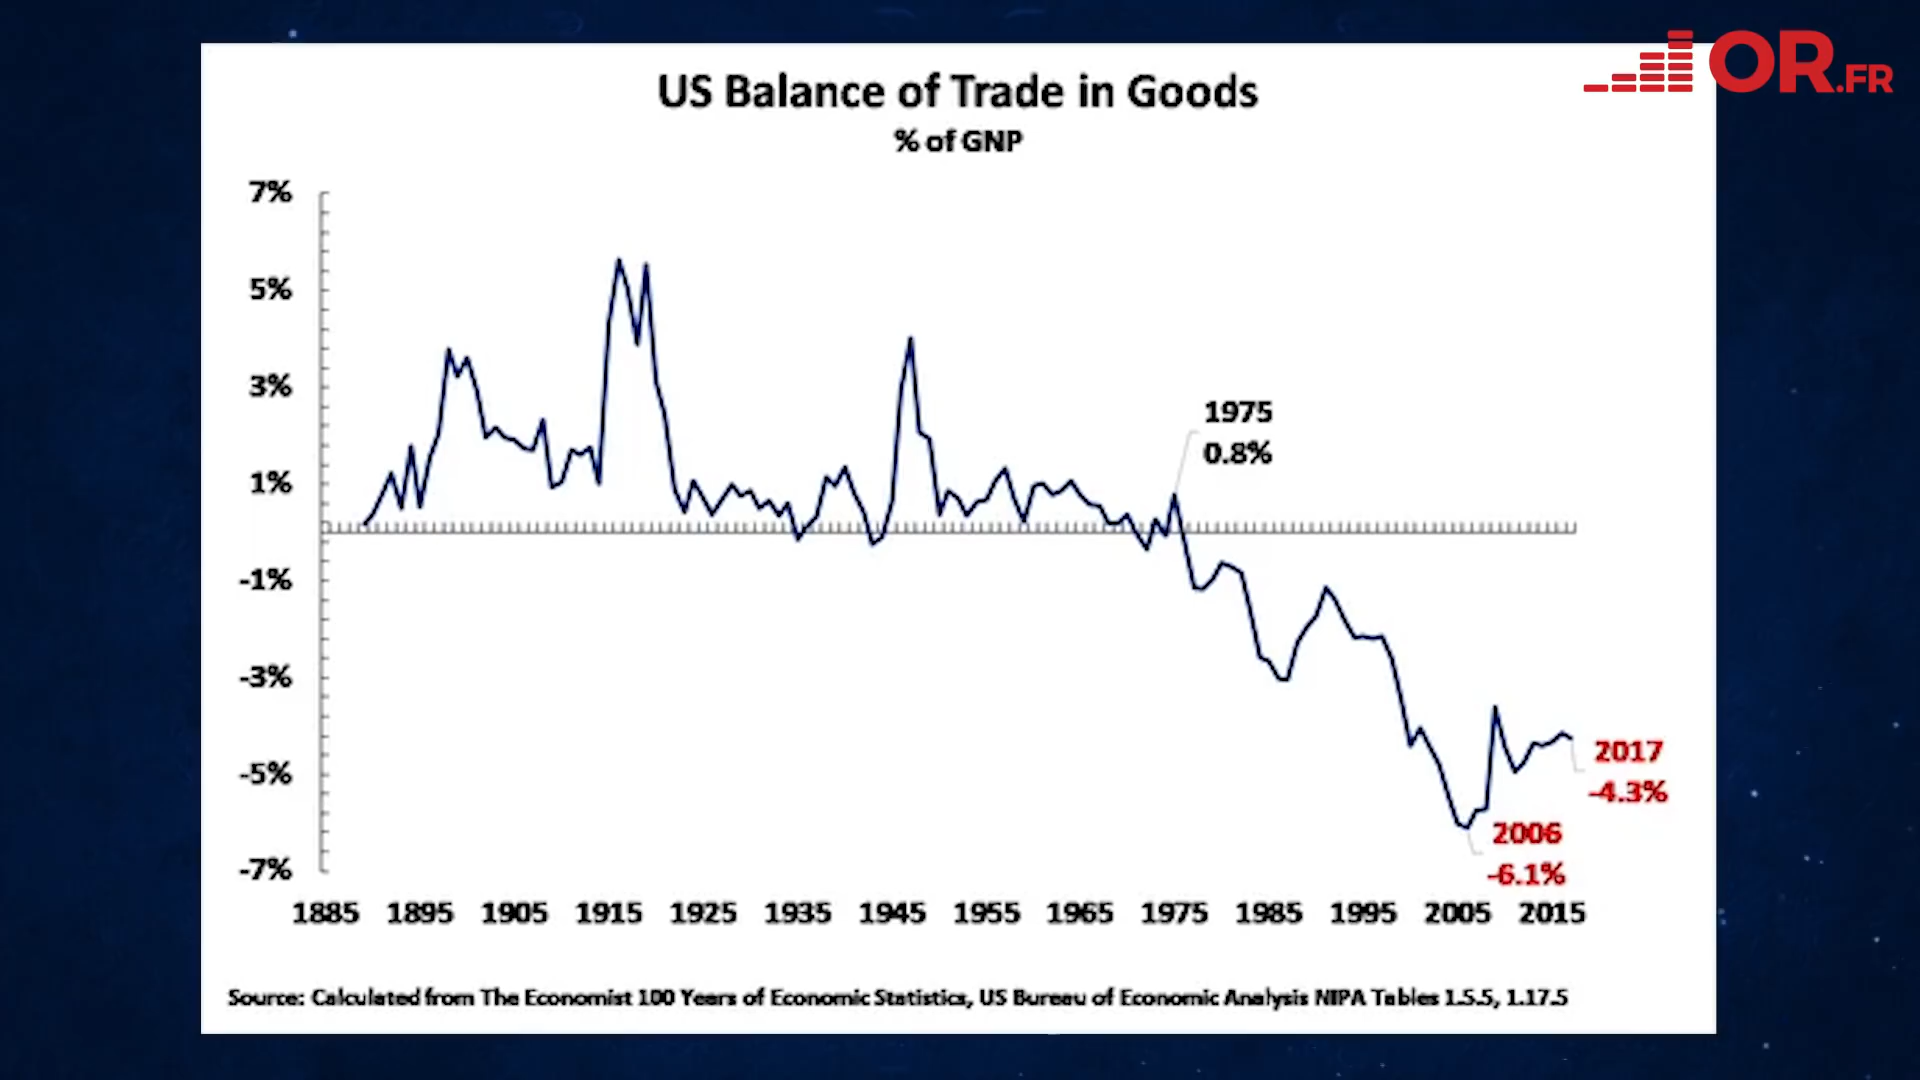 OR.FR
US Balance of Trade in Goods
% of GNP
7%
5%
3%
1%
-1%
-3%
-5%
-7%
1975
0.8%
2017
-4.3%
2006
-6.1%
1885 1895 1905 1915 1925 1935 1945 1955 1965 1975 1985 1995 2005 2015
Source: Calculated from The Economist 100 Years of Economic Statistics, US Bureau of Economic Analysis NIPA Tables 1.5.5, 1.17.5